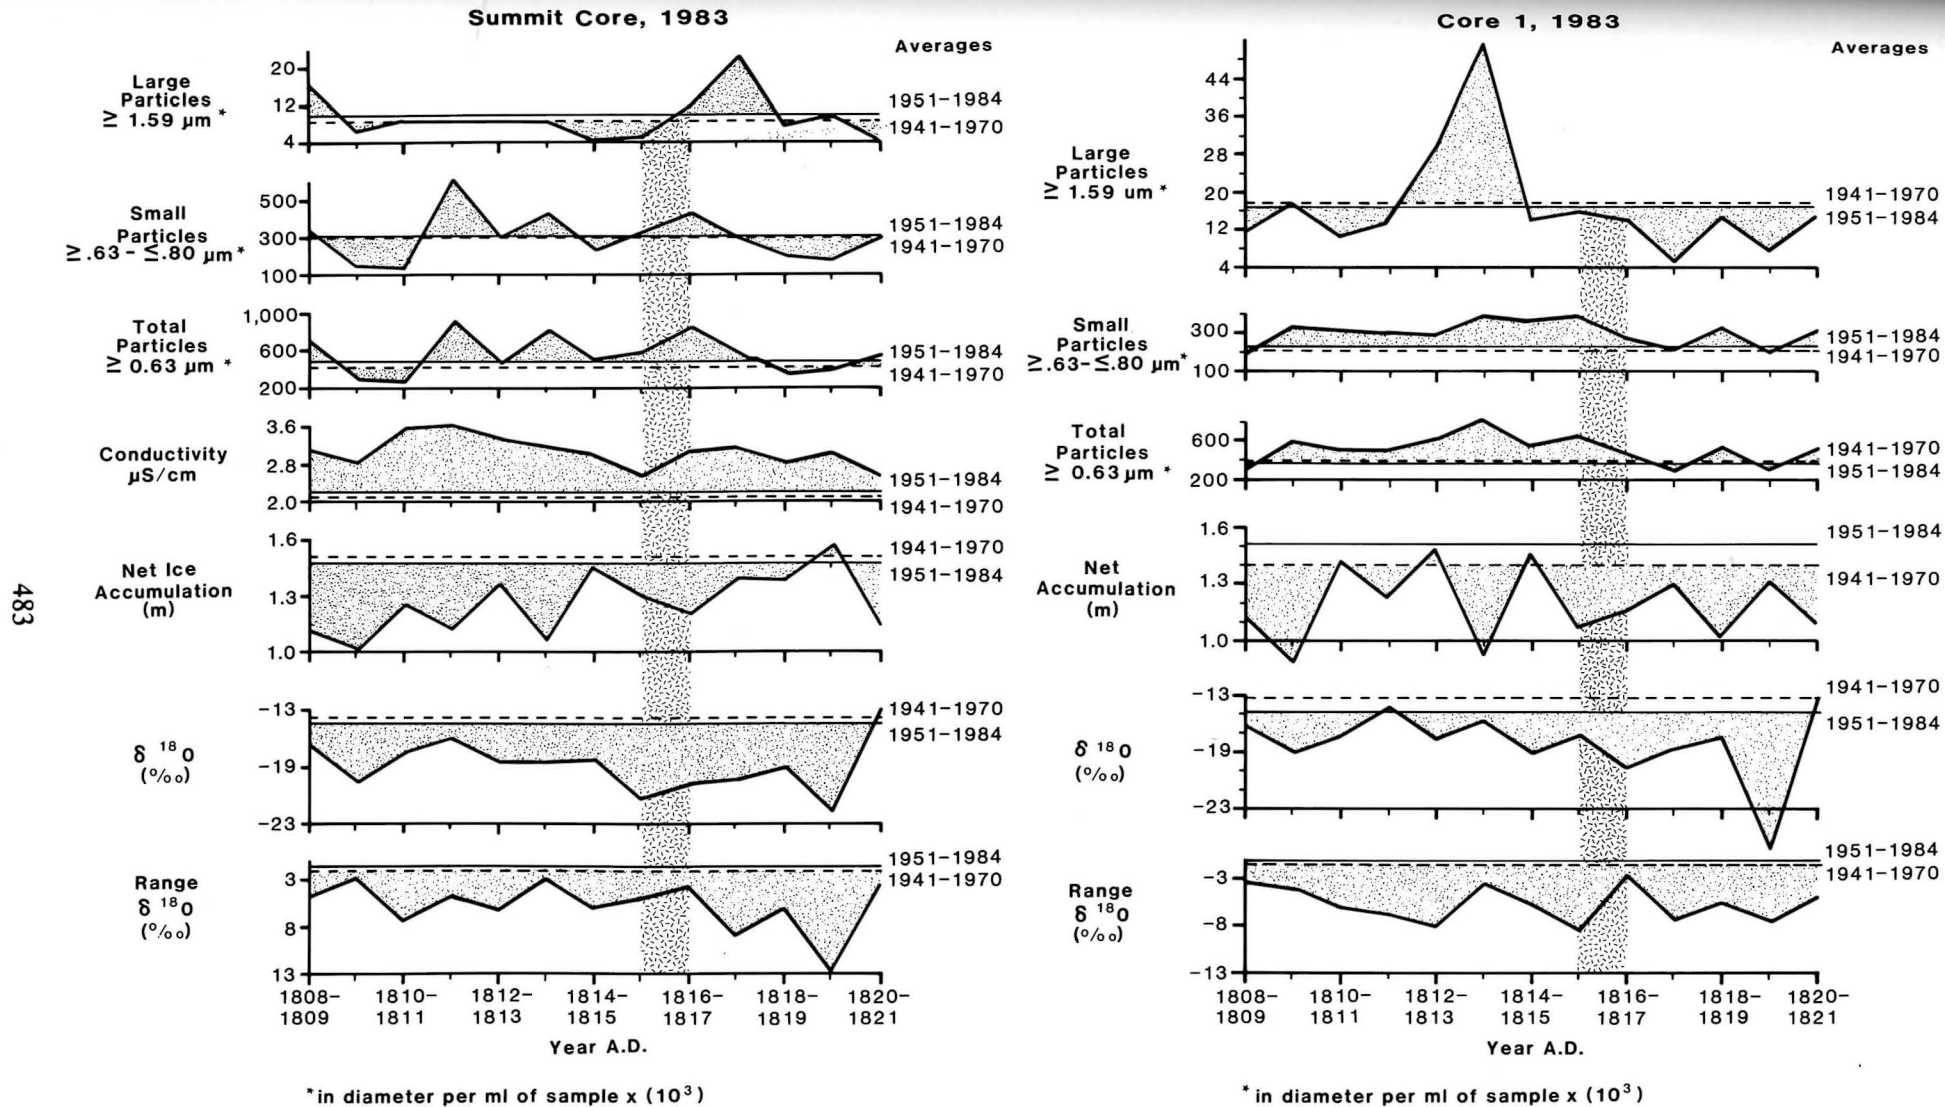 Summit Core, 1983
Averages
Large
Particles
≥ 1.59 µm *
20
12
4
1951–1984
1941–1970
Small
Particles
≥ .63 – ≤ .80 µm *
500
300
100
1951–1984
1941–1970
Total
Particles
≥ 0.63 µm *
1,000
600
200
1951–1984
1941–1970
Conductivity
µS/cm
3.6
2.8
2.0
1951–1984
1941–1970
Net Ice
Accumulation
(m)
1.6
1.3
1.0
1941–1970
1951–1984
δ 18O
(o/oo)
-13
-19
-23
1941–1970
1951–1984
Range
δ 18O
(o/oo)
3
8
13
1951–1984
1941–1970
1808– 1810– 1812– 1814– 1816– 1818– 1820–
1809 1811 1813 1815 1817 1819 1821
Year A.D.
* in diameter per ml of sample x (10³)
483
Core 1, 1983
Averages
Large
Particles
≥ 1.59 um *
44
36
28
20
12
4
1941–1970
1951–1984
Small
Particles
≥ .63 – ≤ .80 µm *
300
100
1951–1984
1941–1970
Total
Particles
≥ 0.63 µm *
600
200
1941–1970
1951–1984
Net
Accumulation
(m)
1.6
1.3
1.0
1951–1984
1941–1970
δ 18O
(o/oo)
-13
-19
-23
1941–1970
1951–1984
Range
δ 18O
(o/oo)
-3
-8
-13
1951–1984
1941–1970
1808– 1810– 1812– 1814– 1816– 1818– 1820–
1809 1811 1813 1815 1817 1819 1821
Year A.D.
* in diameter per ml of sample x (10³)